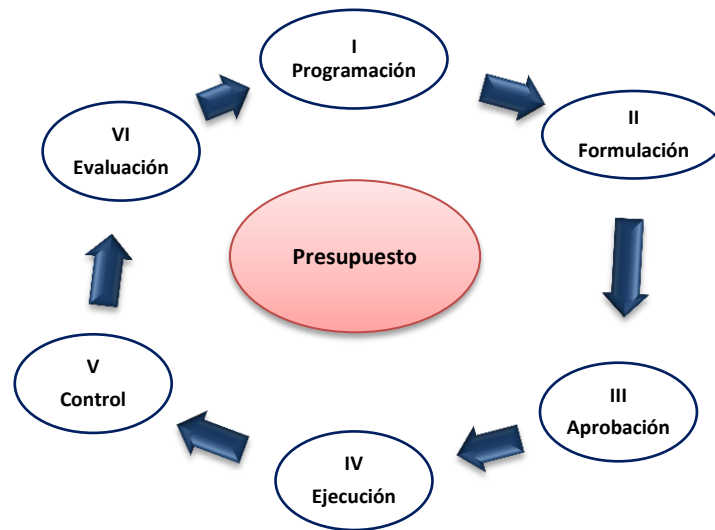 I
Programación
II
Formulación
III
Aprobación
IV
Ejecución
V
Control
VI
Evaluación
Presupuesto